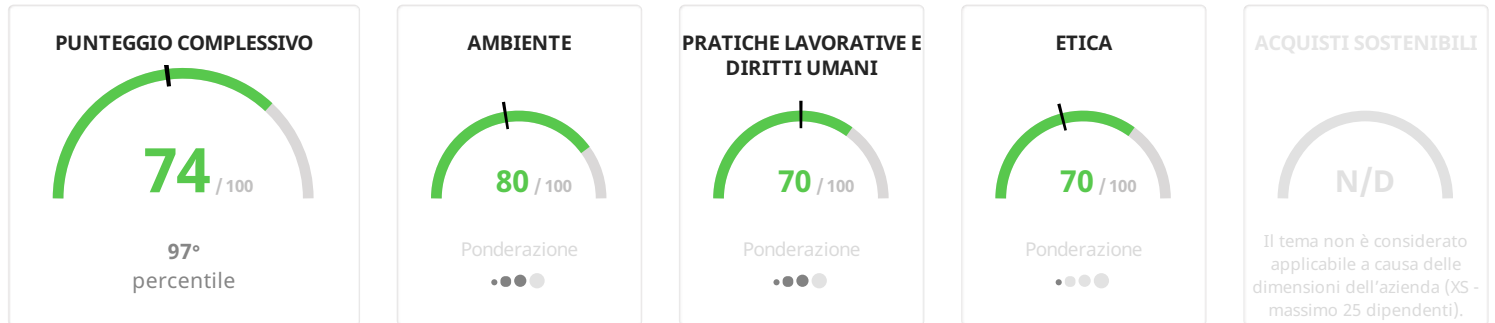 PUNTEGGIO COMPLESSIVO
74 / 100
97°
percentile
AMBIENTE
80 / 100
Ponderazione
PRATICHE LAVORATIVE E
DIRITTI UMANI
70 / 100
Ponderazione
ETICA
70 / 100
Ponderazione
ACQUISTI SOSTENIBILI
N/D
Il tema non è considerato
applicabile a causa delle
dimensioni dell'azienda (XS -
massimo 25 dipendenti).